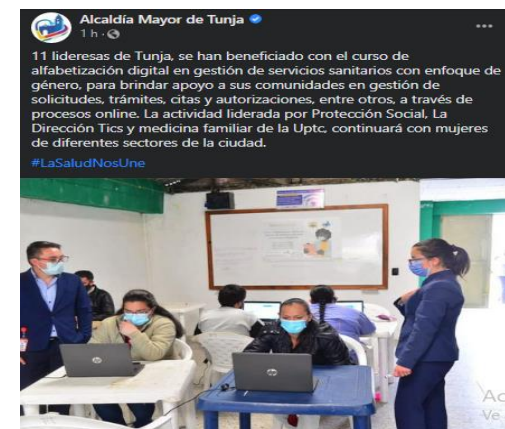 Alcaldía Mayor de Tunja
1 h ·
11 lideresas de Tunja, se han beneficiado con el curso de
alfabetización digital en gestión de servicios sanitarios con enfoque de
género, para brindar apoyo a sus comunidades en gestión de
solicitudes, trámites, citas y autorizaciones, entre otros, a través de
procesos online. La actividad liderada por Protección Social, La
Dirección Tics y medicina familiar de la Uptc, continuará con mujeres
de diferentes sectores de la ciudad.
#LaSaludNosUne
hp
hp